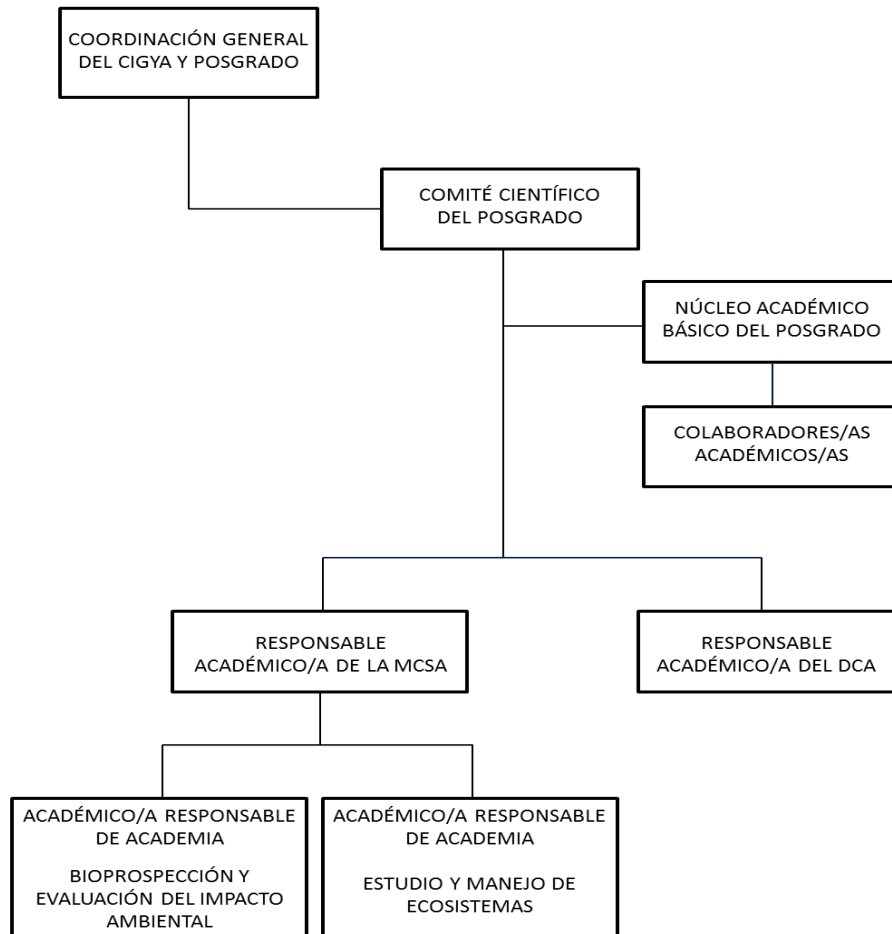 COORDINACIÓN GENERAL
DEL CIGYA Y POSGRADO
COMITÉ CIENTÍFICO
DEL POSGRADO
NÚCLEO ACADÉMICO
BÁSICO DEL POSGRADO
COLABORADORES/AS
ACADÉMICOS/AS
RESPONSABLE
ACADÉMICO/A DE LA MCSA
RESPONSABLE
ACADÉMICO/A DEL DCA
ACADÉMICO/A RESPONSABLE
DE ACADEMIA
BIOPROSPECCIÓN Y
EVALUACIÓN DEL IMPACTO
AMBIENTAL
ACADÉMICO/A RESPONSABLE
DE ACADEMIA
ESTUDIO Y MANEJO DE
ECOSISTEMAS